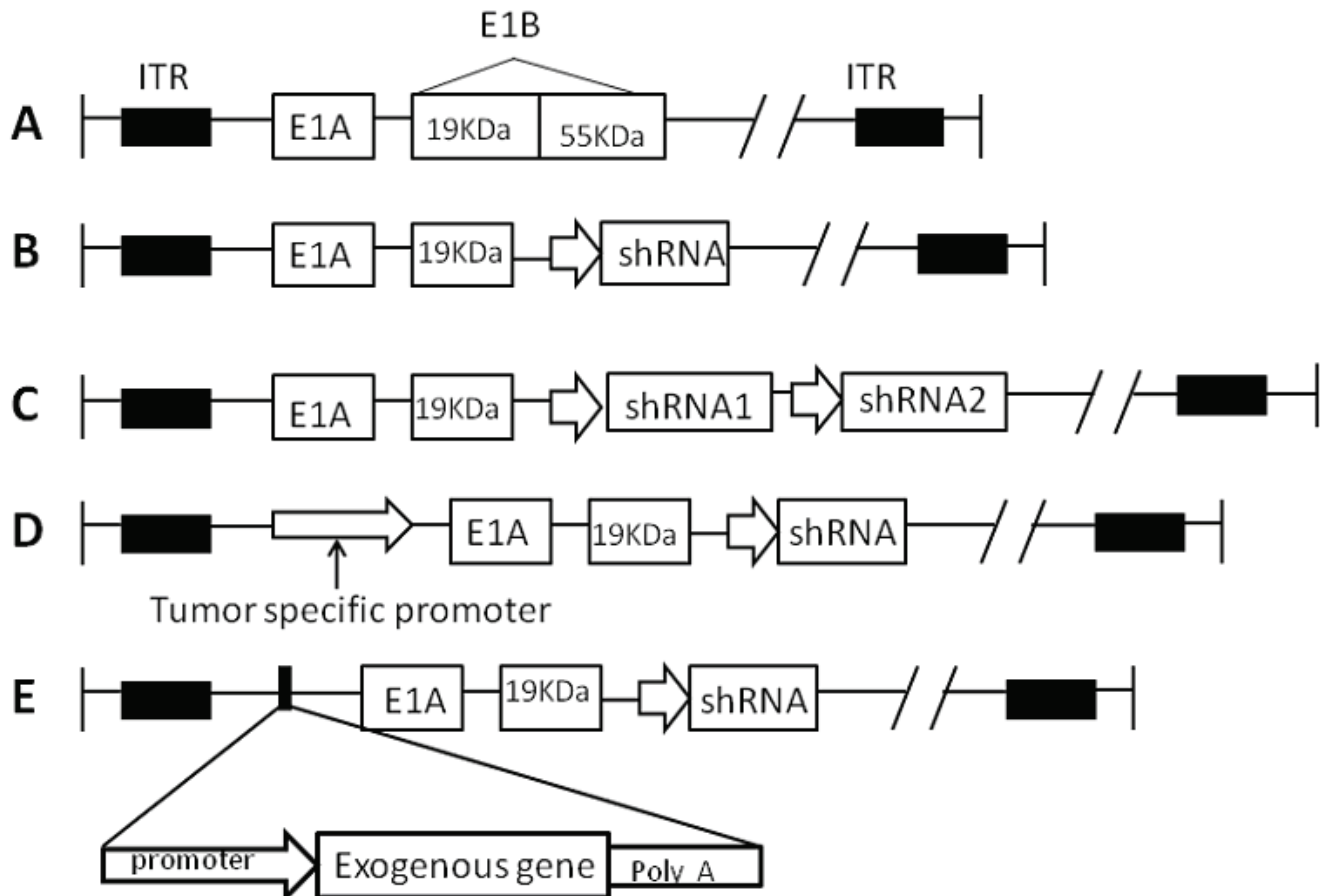 E1B
ITR ITR
A E1A 19KDa 55KDa
B E1A 19KDa shRNA
C E1A 19KDa shRNA1 shRNA2
D E1A 19KDa shRNA
Tumor specific promoter
E E1A 19KDa shRNA
promoter Exogenous gene Poly A